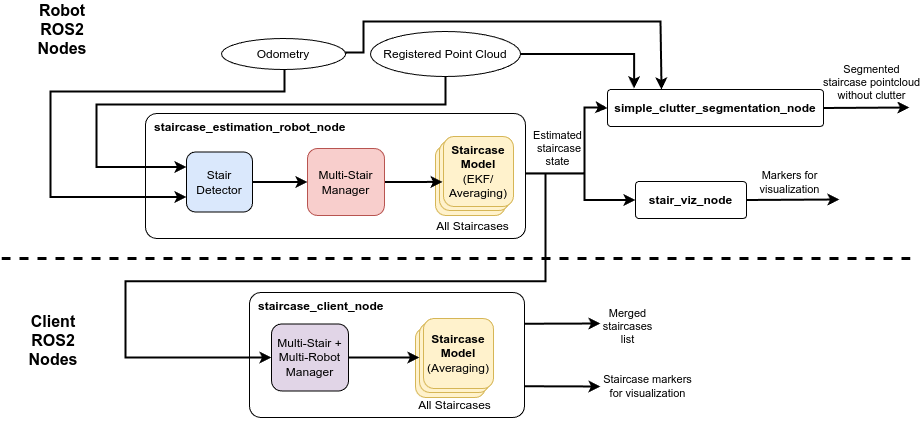 Robot
ROS2
Nodes
Odometry
Registered Point Cloud
staircase_estimation_robot_node
Stair
Detector
Multi-Stair
Manager
Staircase
Model
(EKF/
Averaging)
All Staircases
Estimated
staircase
state
simple_clutter_segmentation_node
Segmented
staircase pointcloud
without clutter
stair_viz_node
Markers for
visualization
Client
ROS2
Nodes
staircase_client_node
Multi-Stair +
Multi-Robot
Manager
Staircase
Model
(Averaging)
All Staircases
Merged
staircases
list
Staircase markers
for visualization